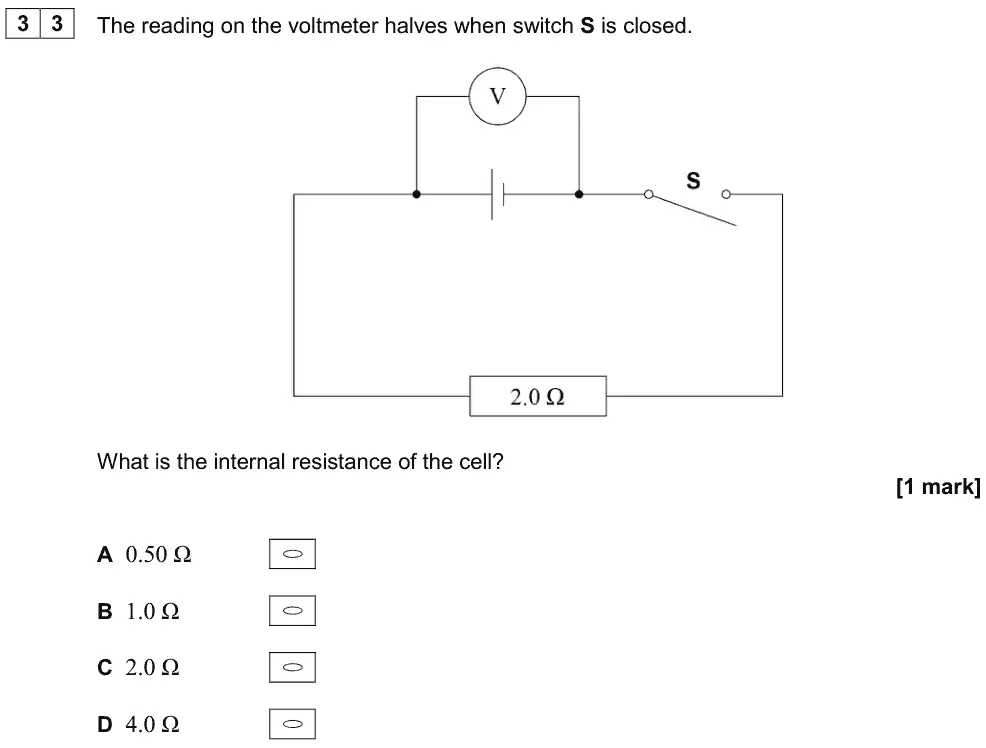 3 3 The reading on the voltmeter halves when switch S is closed.
V
S
2.0 Ω
What is the internal resistance of the cell?
[1 mark]
A 0.50 Ω
B 1.0 Ω
C 2.0 Ω
D 4.0 Ω